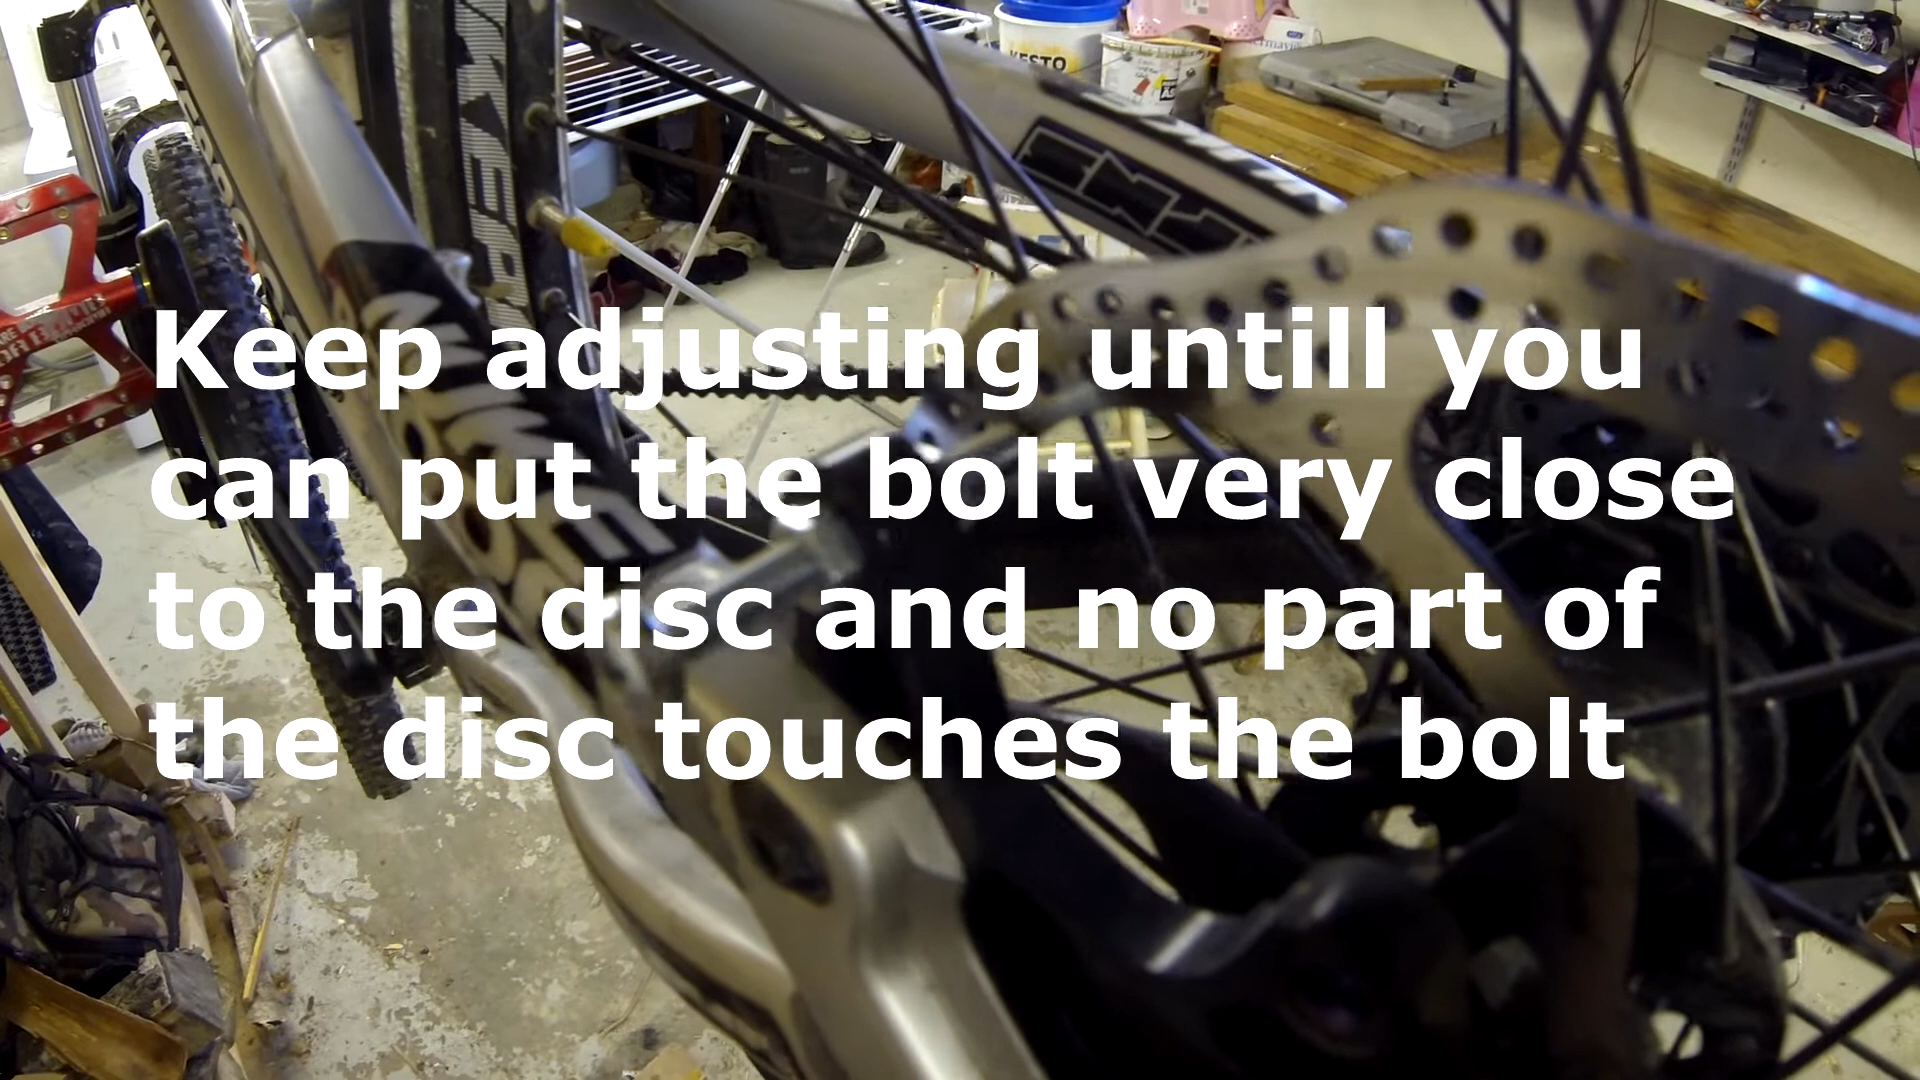 KESTO
Keep adjusting untill you
can put the bolt very close
to the disc and no part of
the disc touches the bolt